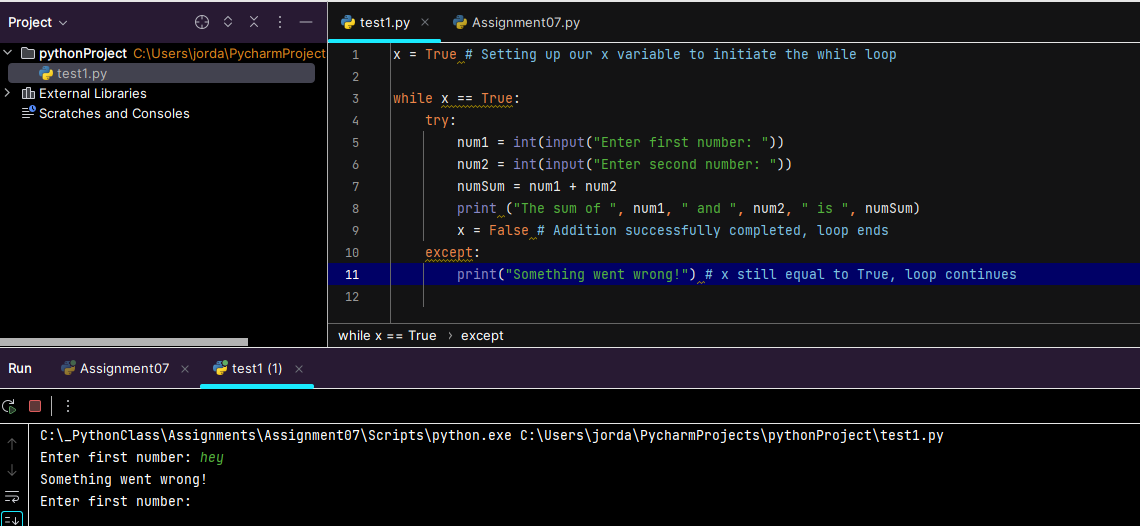 Project
test1.py
Assignment07.py
pythonProject C:\Users\jorda\PycharmProject
test1.py
External Libraries
Scratches and Consoles
1 x = True # Setting up our x variable to initiate the while loop
2
3 while x == True:
4 try:
5 num1 = int(input("Enter first number: "))
6 num2 = int(input("Enter second number: "))
7 numSum = num1 + num2
8 print ("The sum of ", num1, " and ", num2, " is ", numSum)
9 x = False # Addition successfully completed, loop ends
10 except:
11 print("Something went wrong!") # x still equal to True, loop continues
12
while x == True › except
Run Assignment07 test1 (1)
C:\_PythonClass\Assignments\Assignment07\Scripts\python.exe C:\Users\jorda\PycharmProjects\pythonProject\test1.py
Enter first number: hey
Something went wrong!
Enter first number: